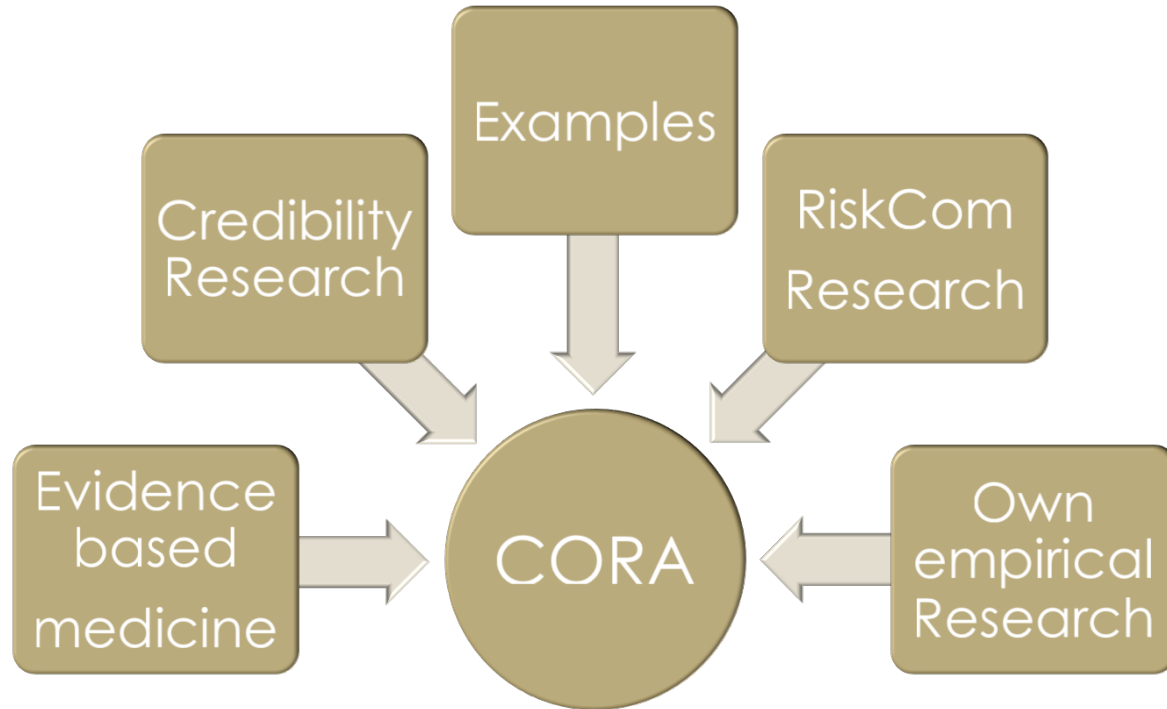 Evidence
based
medicine
Credibility
Research
Examples
RiskCom
Research
Own
empirical
Research
CORA